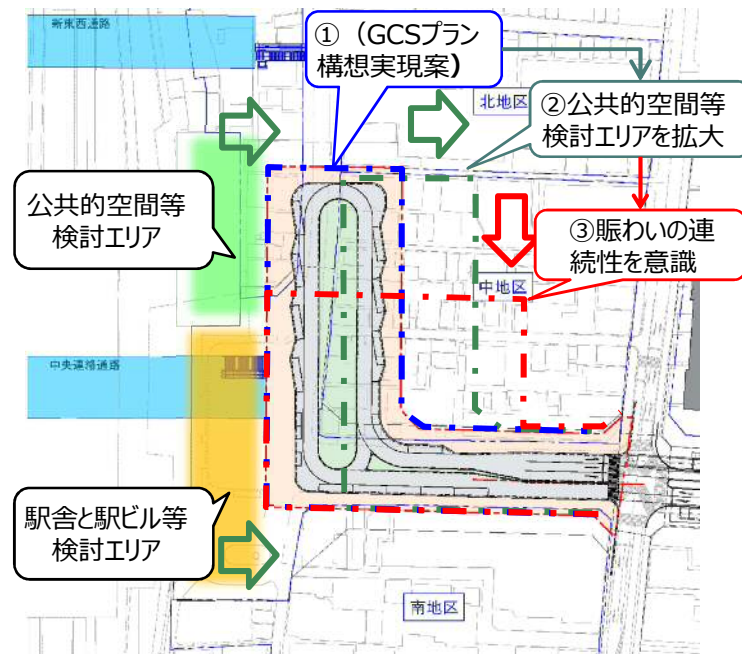 新東西通路
① （GCSプラン
構想実現案）
北地区
②公共的空間等
検討エリアを拡大
公共的空間等
検討エリア
③賑わいの連
続性を意識
中地区
中央連絡通路
駅舎と駅ビル等
検討エリア
南地区